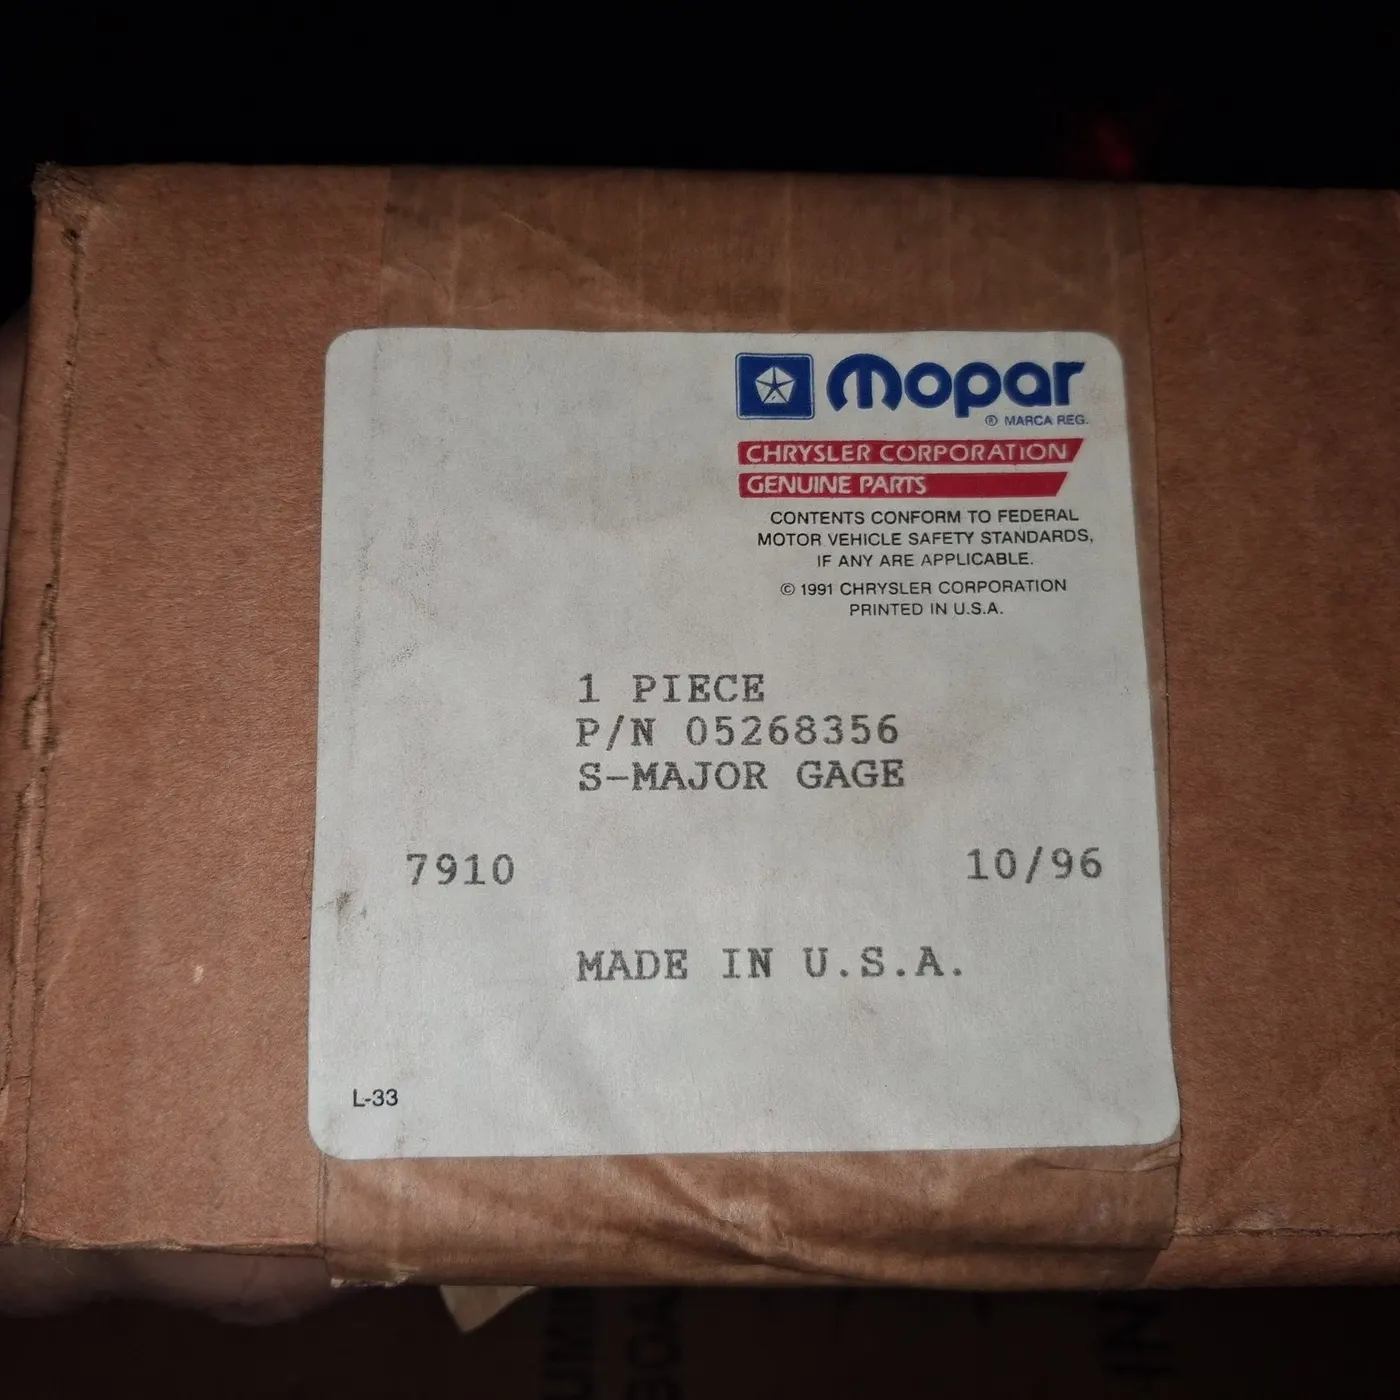 Mopar
® MARCA REG.
CHRYSLER CORPORATION
GENUINE PARTS
CONTENTS CONFORM TO FEDERAL
MOTOR VEHICLE SAFETY STANDARDS,
IF ANY ARE APPLICABLE.
© 1991 CHRYSLER CORPORATION
PRINTED IN U.S.A.
1 PIECE
P/N 05268356
S-MAJOR GAGE
7910
10/96
MADE IN U.S.A.
L-33